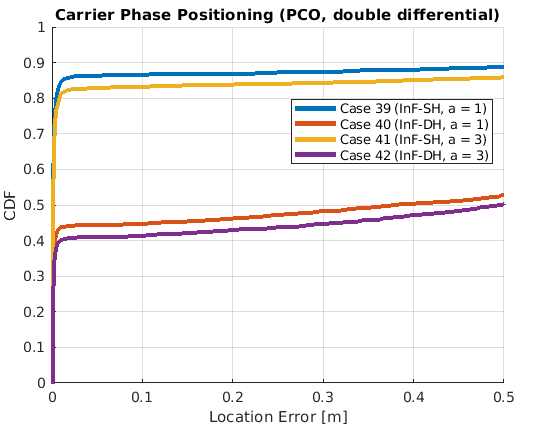 Carrier Phase Positioning (PCO, double differential)
1
0.9
0.8
0.7
0.6
0.5
0.4
0.3
0.2
0.1
0
CDF
Case 39 (InF-SH, a = 1)
Case 40 (InF-DH, a = 1)
Case 41 (InF-SH, a = 3)
Case 42 (InF-DH, a = 3)
0 0.1 0.2 0.3 0.4 0.5
Location Error [m]